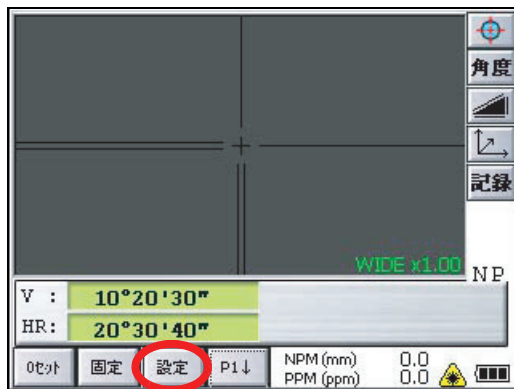 角度
記録
WIDE x1.00
NP
V : 10°20'30"
HR: 20°30'40"
0セット 固定 設定 P1↓ NPM (mm) 0.0
PPM (ppm) 0.0